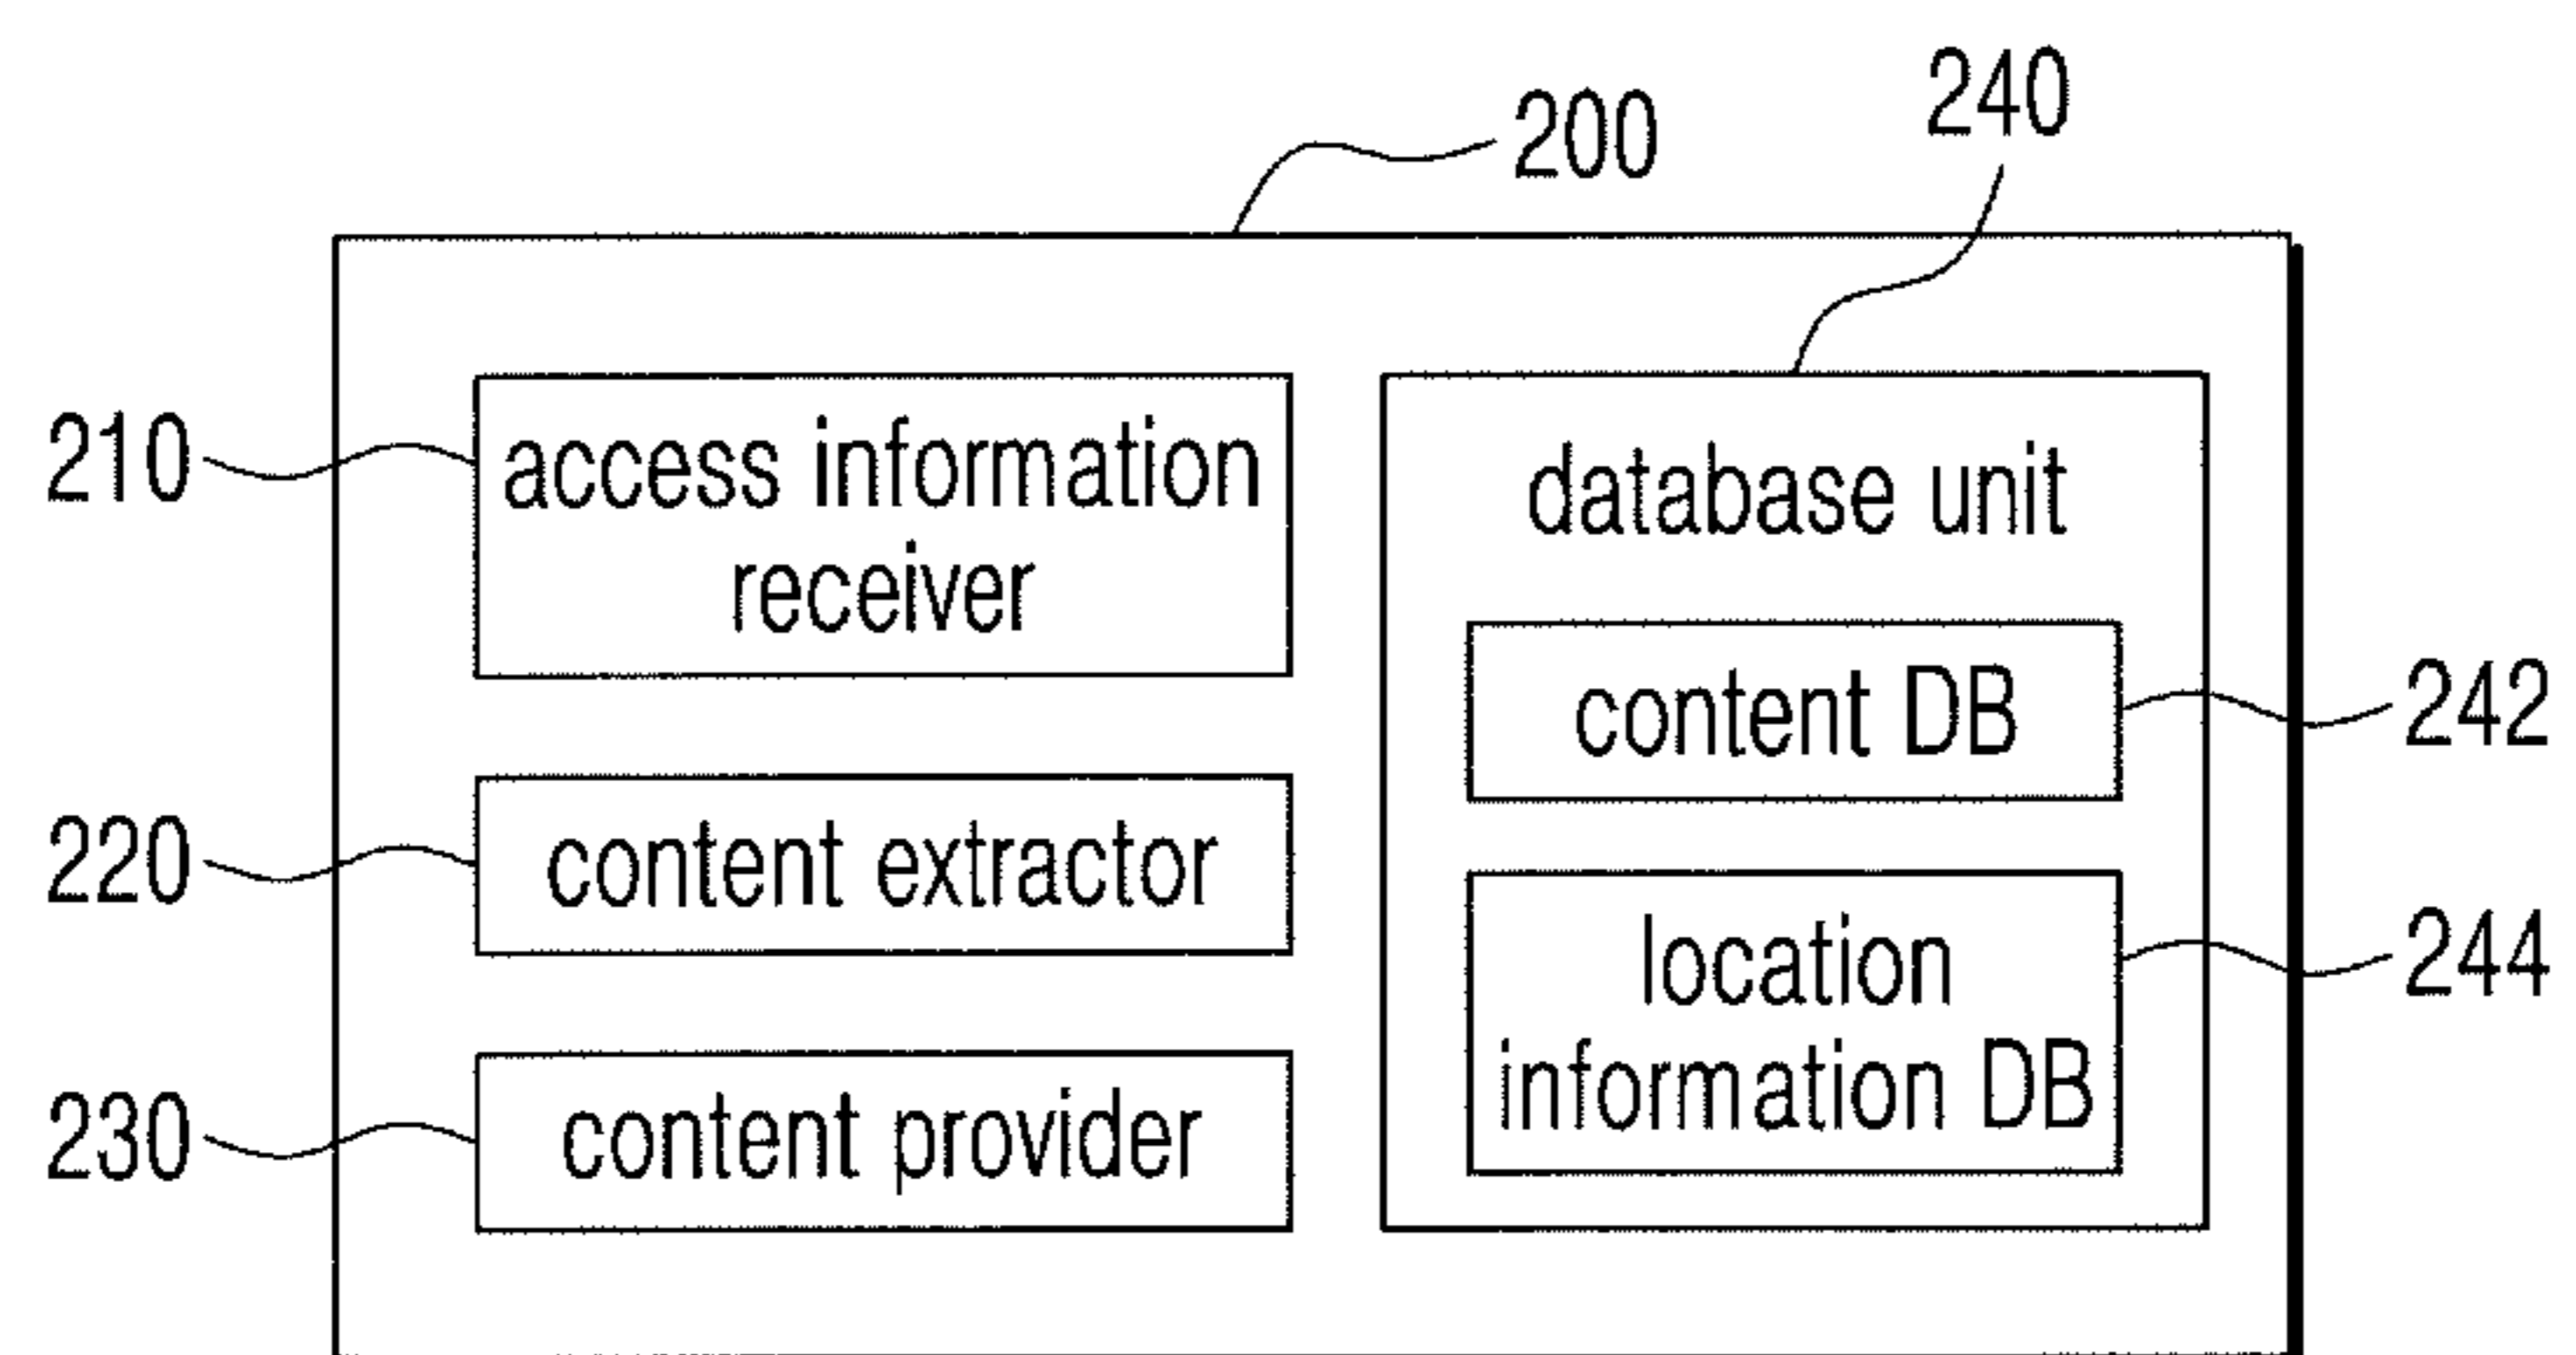 200
240
210
access information
receiver
database unit
content DB
242
220
content extractor
location
information DB
244
230
content provider